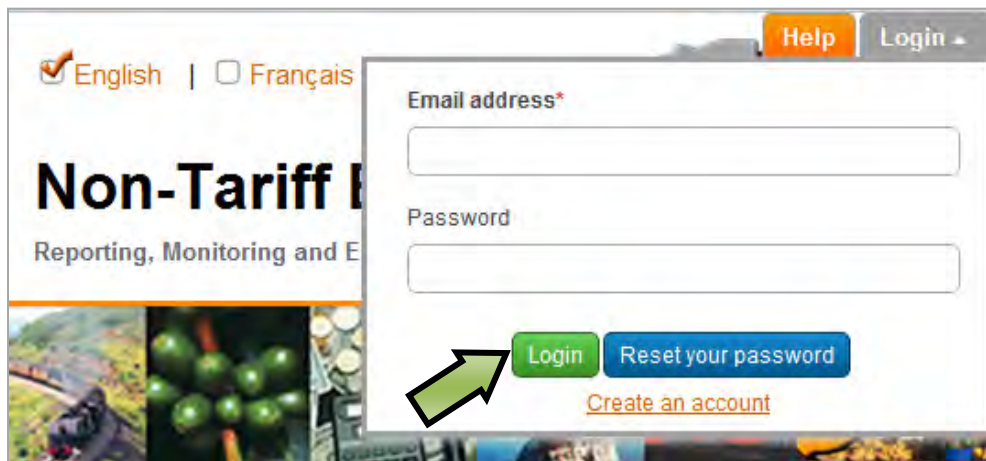 Help Login
English | Français
Email address*
Non-Tariff
Password
Reporting, Monitoring and
Login Reset your password
Create an account